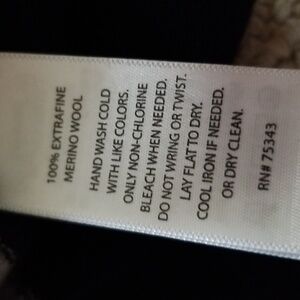 100% EXTRAFINE
MERINO WOOL
HAND WASH COLD
WITH LIKE COLORS.
ONLY NON-CHLORINE
BLEACH WHEN NEEDED.
DO NOT WRING OR TWIST.
LAY FLAT TO DRY.
COOL IRON IF NEEDED,
OR DRY CLEAN.
RN# 75343